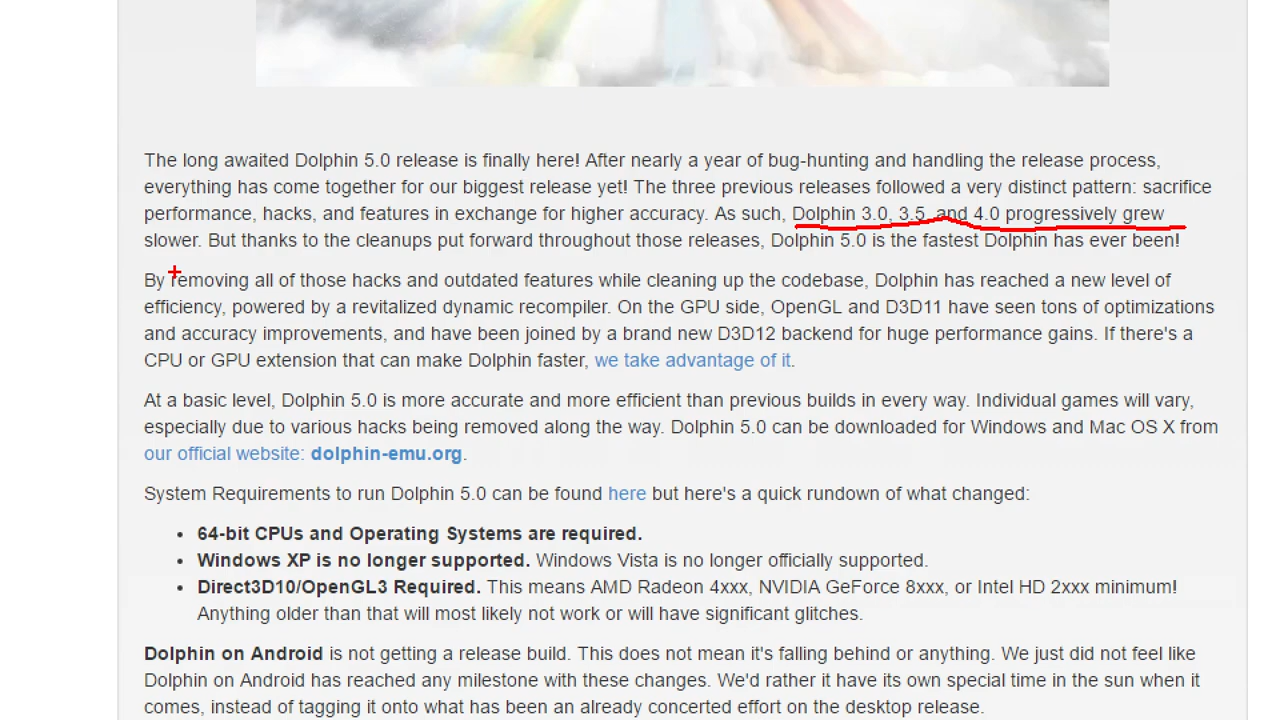 The long awaited Dolphin 5.0 release is finally here! After nearly a year of bug-hunting and handling the release process,
everything has come together for our biggest release yet! The three previous releases followed a very distinct pattern: sacrifice
performance, hacks, and features in exchange for higher accuracy. As such, Dolphin 3.0, 3.5, and 4.0 progressively grew
slower. But thanks to the cleanups put forward throughout those releases, Dolphin 5.0 is the fastest Dolphin has ever been!
By removing all of those hacks and outdated features while cleaning up the codebase, Dolphin has reached a new level of
efficiency, powered by a revitalized dynamic recompiler. On the GPU side, OpenGL and D3D11 have seen tons of optimizations
and accuracy improvements, and have been joined by a brand new D3D12 backend for huge performance gains. If there's a
CPU or GPU extension that can make Dolphin faster, we take advantage of it.
At a basic level, Dolphin 5.0 is more accurate and more efficient than previous builds in every way. Individual games will vary,
especially due to various hacks being removed along the way. Dolphin 5.0 can be downloaded for Windows and Mac OS X from
our official website: dolphin-emu.org.
System Requirements to run Dolphin 5.0 can be found here but here's a quick rundown of what changed:
• 64-bit CPUs and Operating Systems are required.
• Windows XP is no longer supported. Windows Vista is no longer officially supported.
• Direct3D10/OpenGL3 Required. This means AMD Radeon 4xxx, NVIDIA GeForce 8xxx, or Intel HD 2xxx minimum!
Anything older than that will most likely not work or will have significant glitches.
Dolphin on Android is not getting a release build. This does not mean it's falling behind or anything. We just did not feel like
Dolphin on Android has reached any milestone with these changes. We'd rather it have its own special time in the sun when it
comes, instead of tagging it onto what has been an already concerted effort on the desktop release.